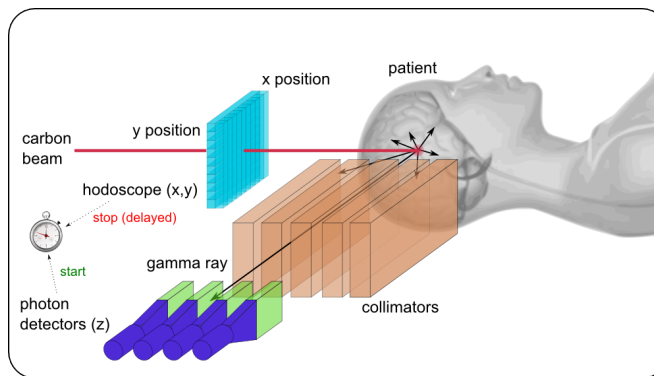 patient
x position
y position
carbon
beam
hodoscope (x,y)
stop (delayed)
start
gamma ray
photon
detectors (z)
collimators